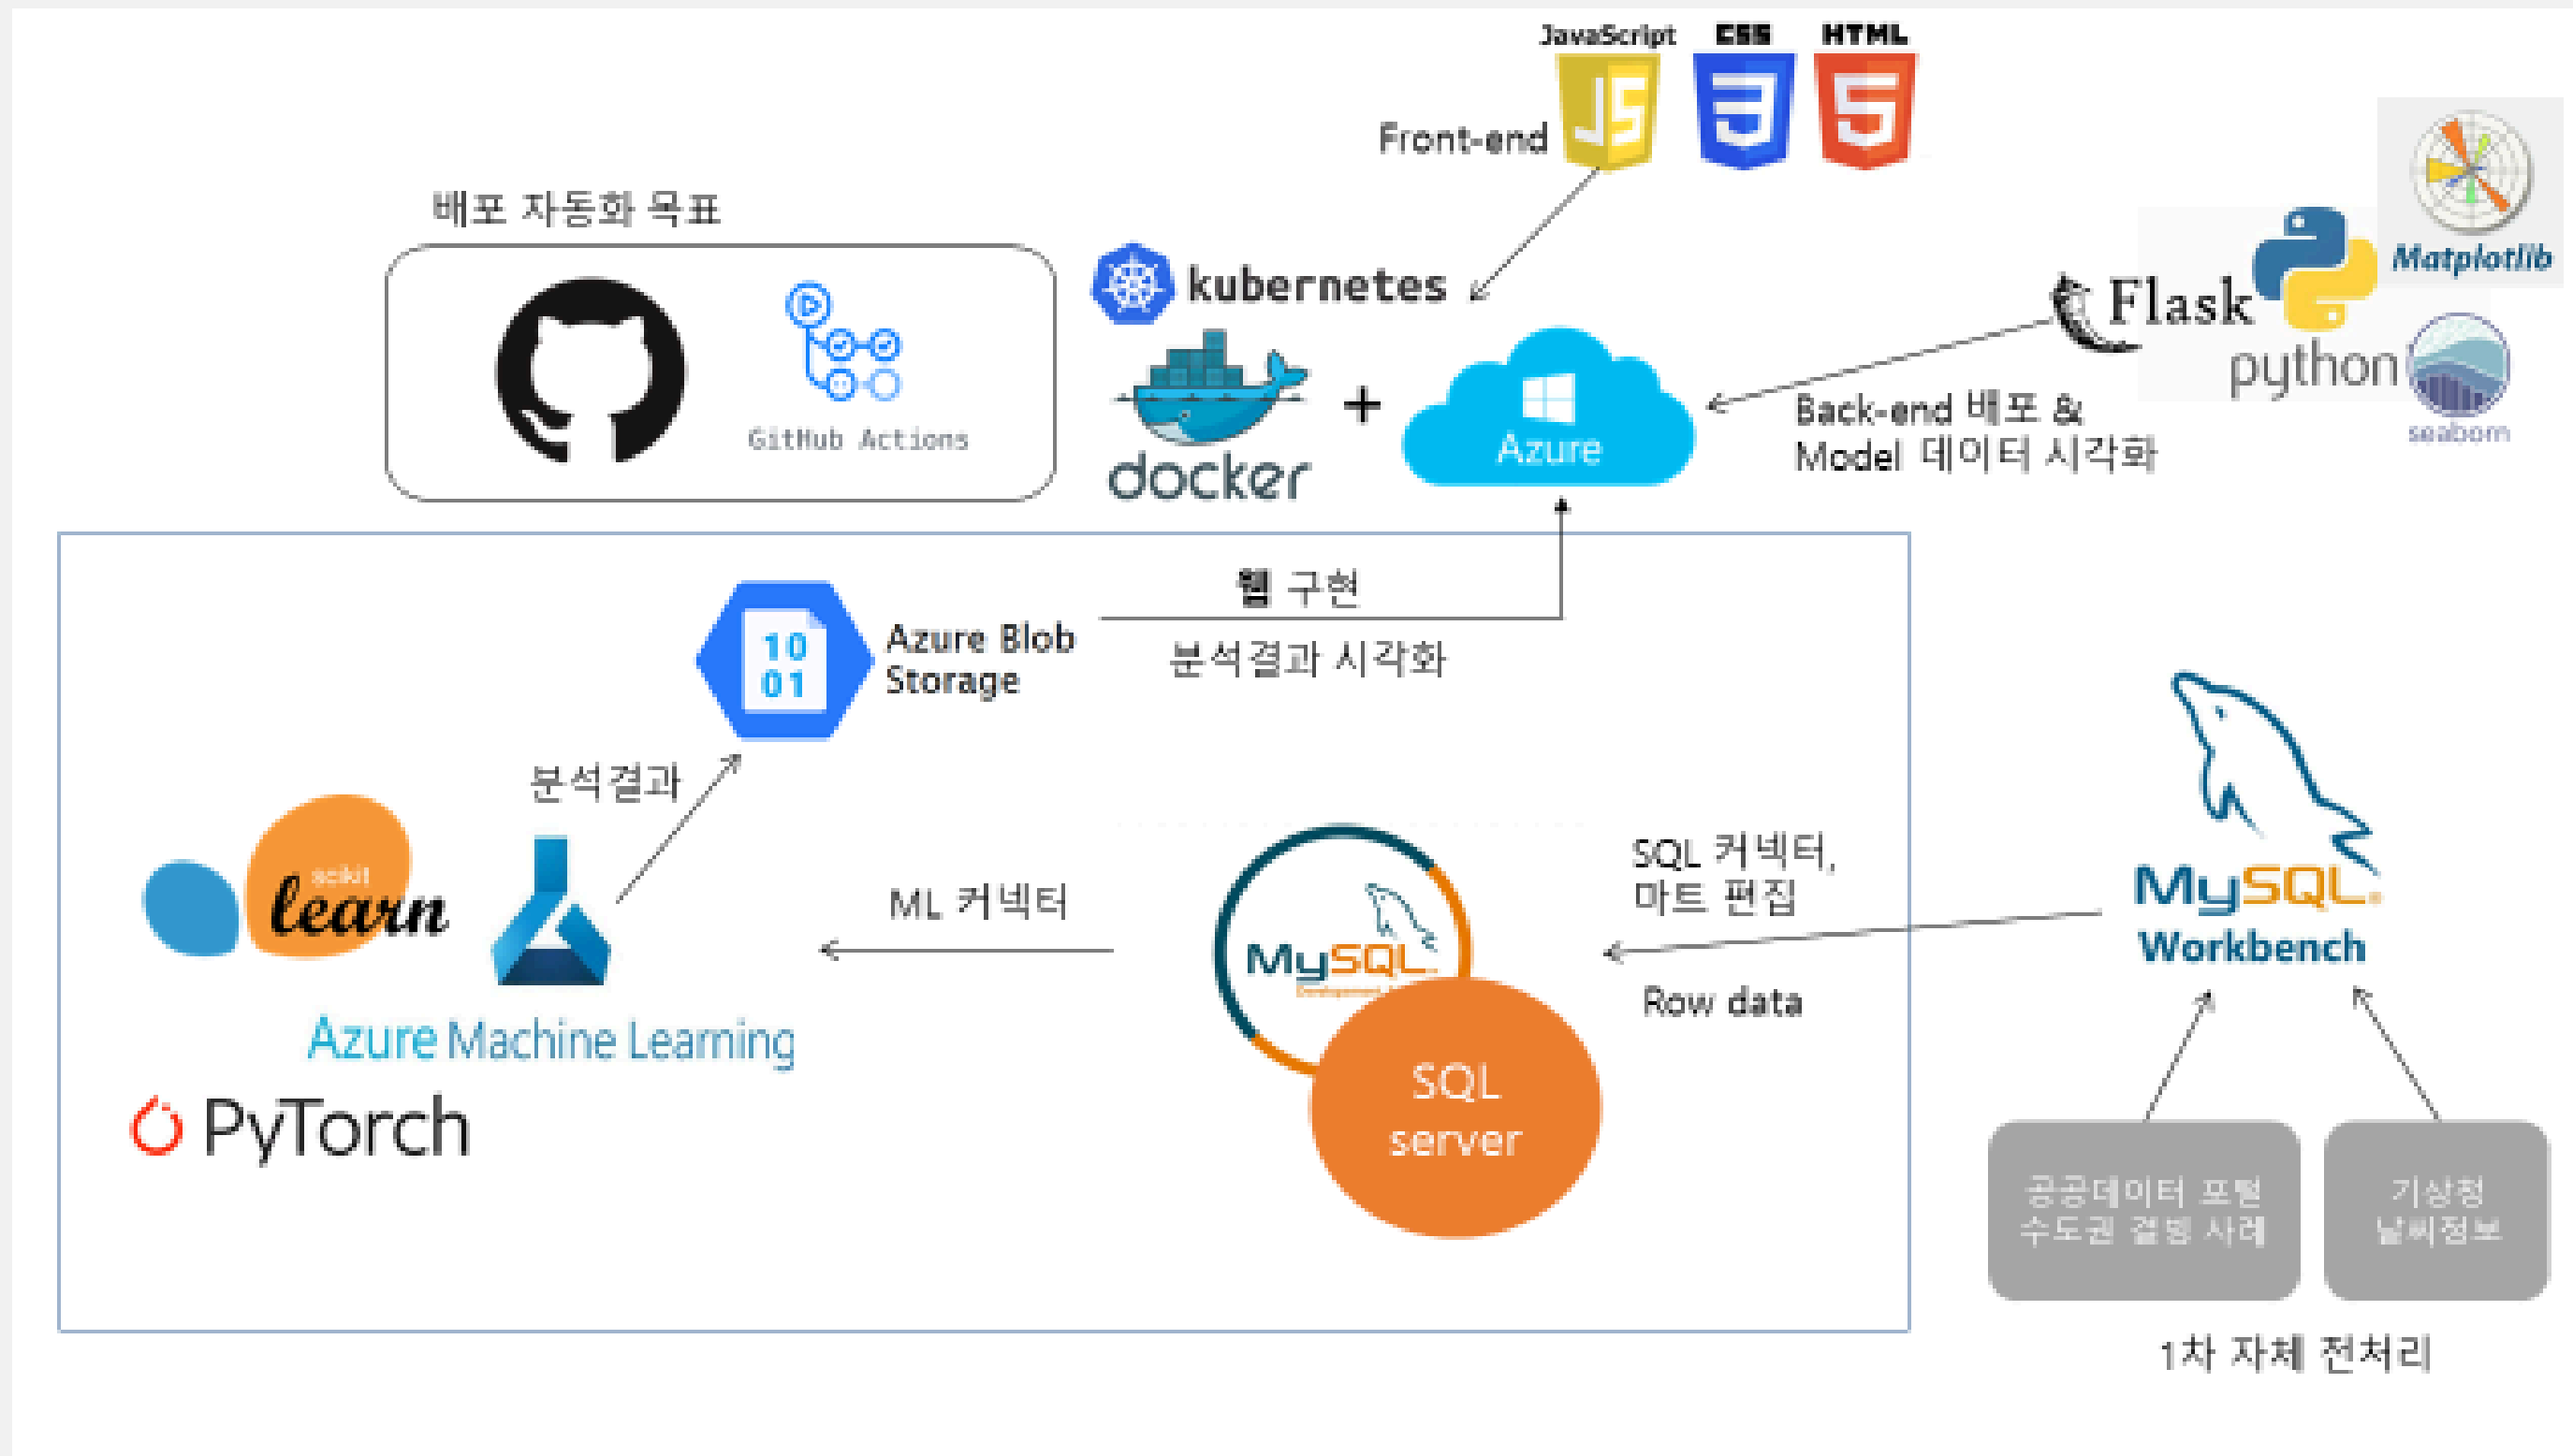 JavaScript CSS HTML
JS
Front-end
배포 자동화 목표
kubernetes
Matplotlib
Flask
python
seaborn
GitHub Actions
docker
+
Azure
Back-end 배포 &
Model 데이터 시각화
웹 구현
10
01
Azure Blob
Storage
분석결과 시각화
분석결과
scikit
learn
ML 커넥터
SQL 커넥터,
마트 편집
MySQL
Workbench
MySQL
Row data
Azure Machine Learning
SQL
server
PyTorch
공공데이터 포털
수도권 결빙 사례
기상청
날씨정보
1차 자체 전처리